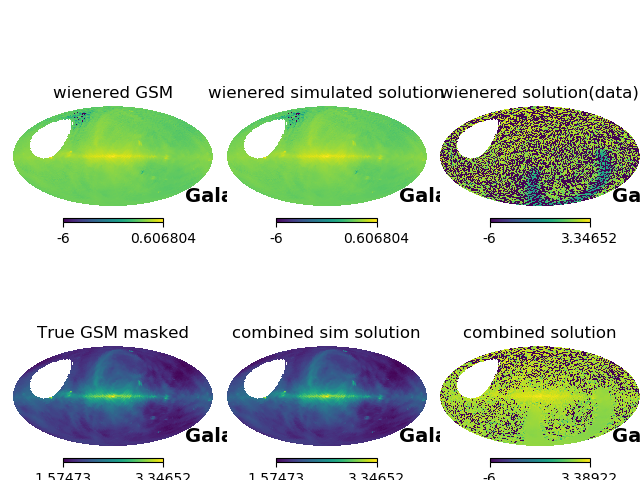 wienered GSM
wienered simulated solution
wienered solution(data)
Gala
Gala
Ga
-6 0.606804
-6 0.606804
-6 3.34652
True GSM masked
combined sim solution
combined solution
Gala
Gala
Ga
1.57473 3.34652
1.57473 3.34652
-6 3.38922